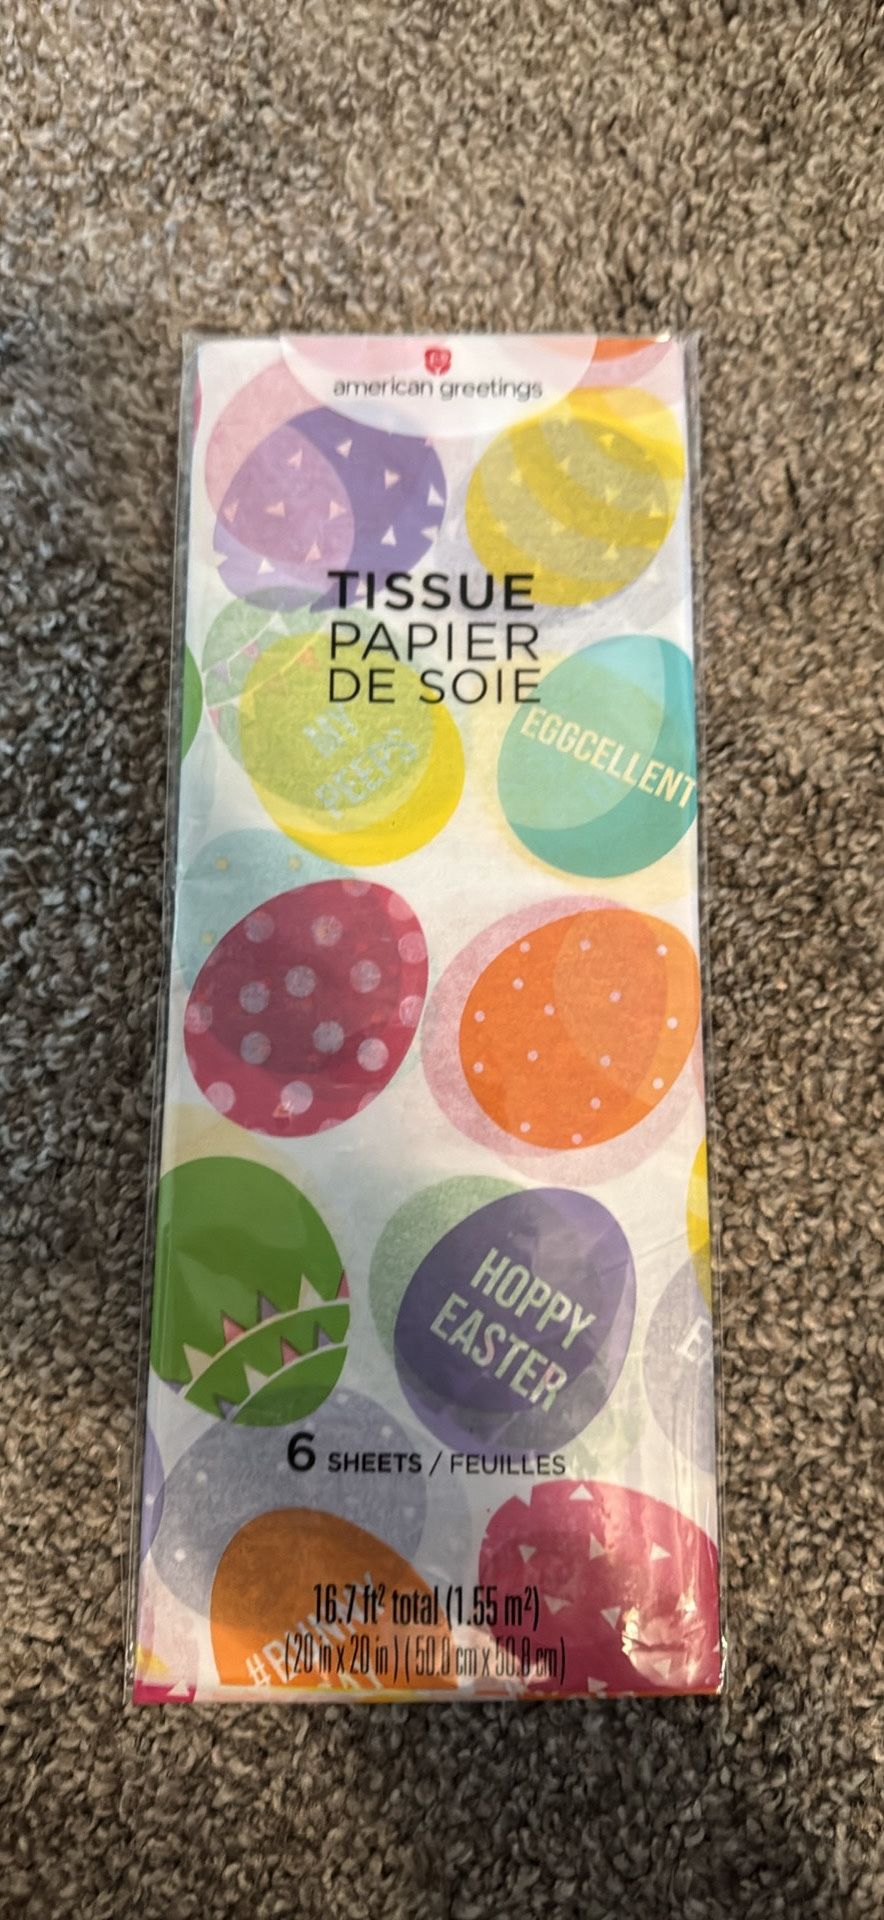 american greetings
TISSUE
PAPIER
DE SOIE
MY
PEEPS
EGGCELLENT
HOPPY
EASTER
6 SHEETS / FEUILLES
16.7 ft² total (1.55 m²)
(20 in x 20 in) (50.8 cm x 50.8 cm)